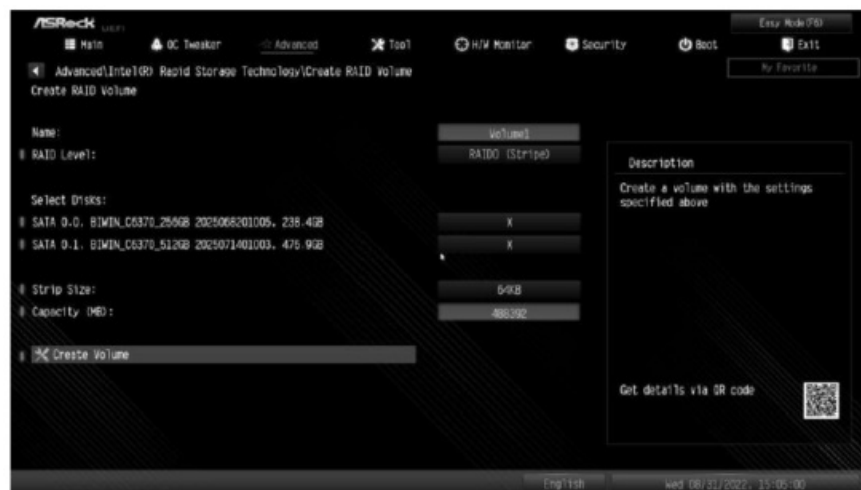 ASRock UEFI
Easy Mode(F6)
Main OC Tweaker Advanced Tool H/W Monitor Security Boot Exit
Advanced\Intel(R) Rapid Storage Technology\Create RAID Volume
My Favorite
Create RAID Volume
Name: Volume1
RAID Level: RAID0 (Stripe)
Description
Create a volume with the settings
specified above
Select Disks:
SATA 0.0, BIWIN_C6370_256GB 2025068201005, 238.4GB X
SATA 0.1, BIWIN_C6370_512GB 2025071401003, 476.9GB X
Strip Size: 64KB
Capacity (MB): 488392
Create Volume
Get details via QR code
English Wed 08/31/2022, 15:05:00